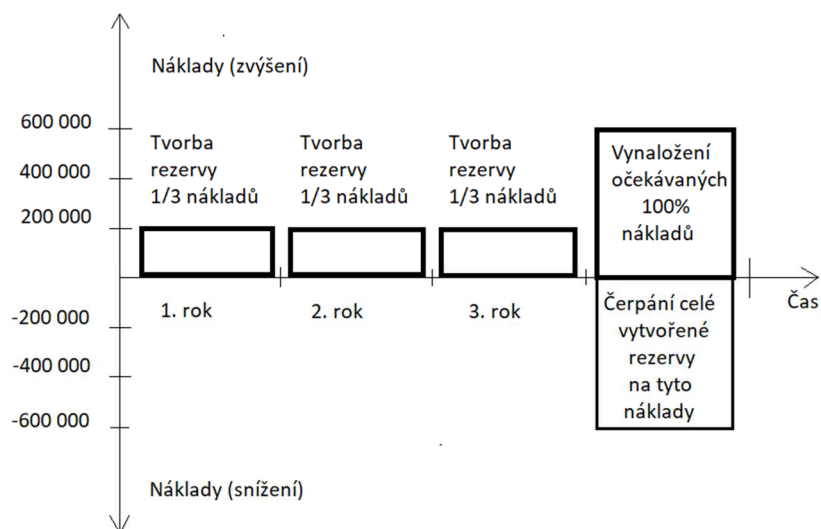 Náklady (zvýšení)
600 000
400 000
200 000
-200 000
-400 000
-600 000
Tvorba
rezervy
1/3 nákladů
Tvorba
rezervy
1/3 nákladů
Tvorba
rezervy
1/3 nákladů
Vynaložení
očekávaných
100%
nákladů
1. rok
2. rok
3. rok
Čerpání celé
vytvořené
rezervy
na tyto
náklady
Čas
Náklady (snížení)